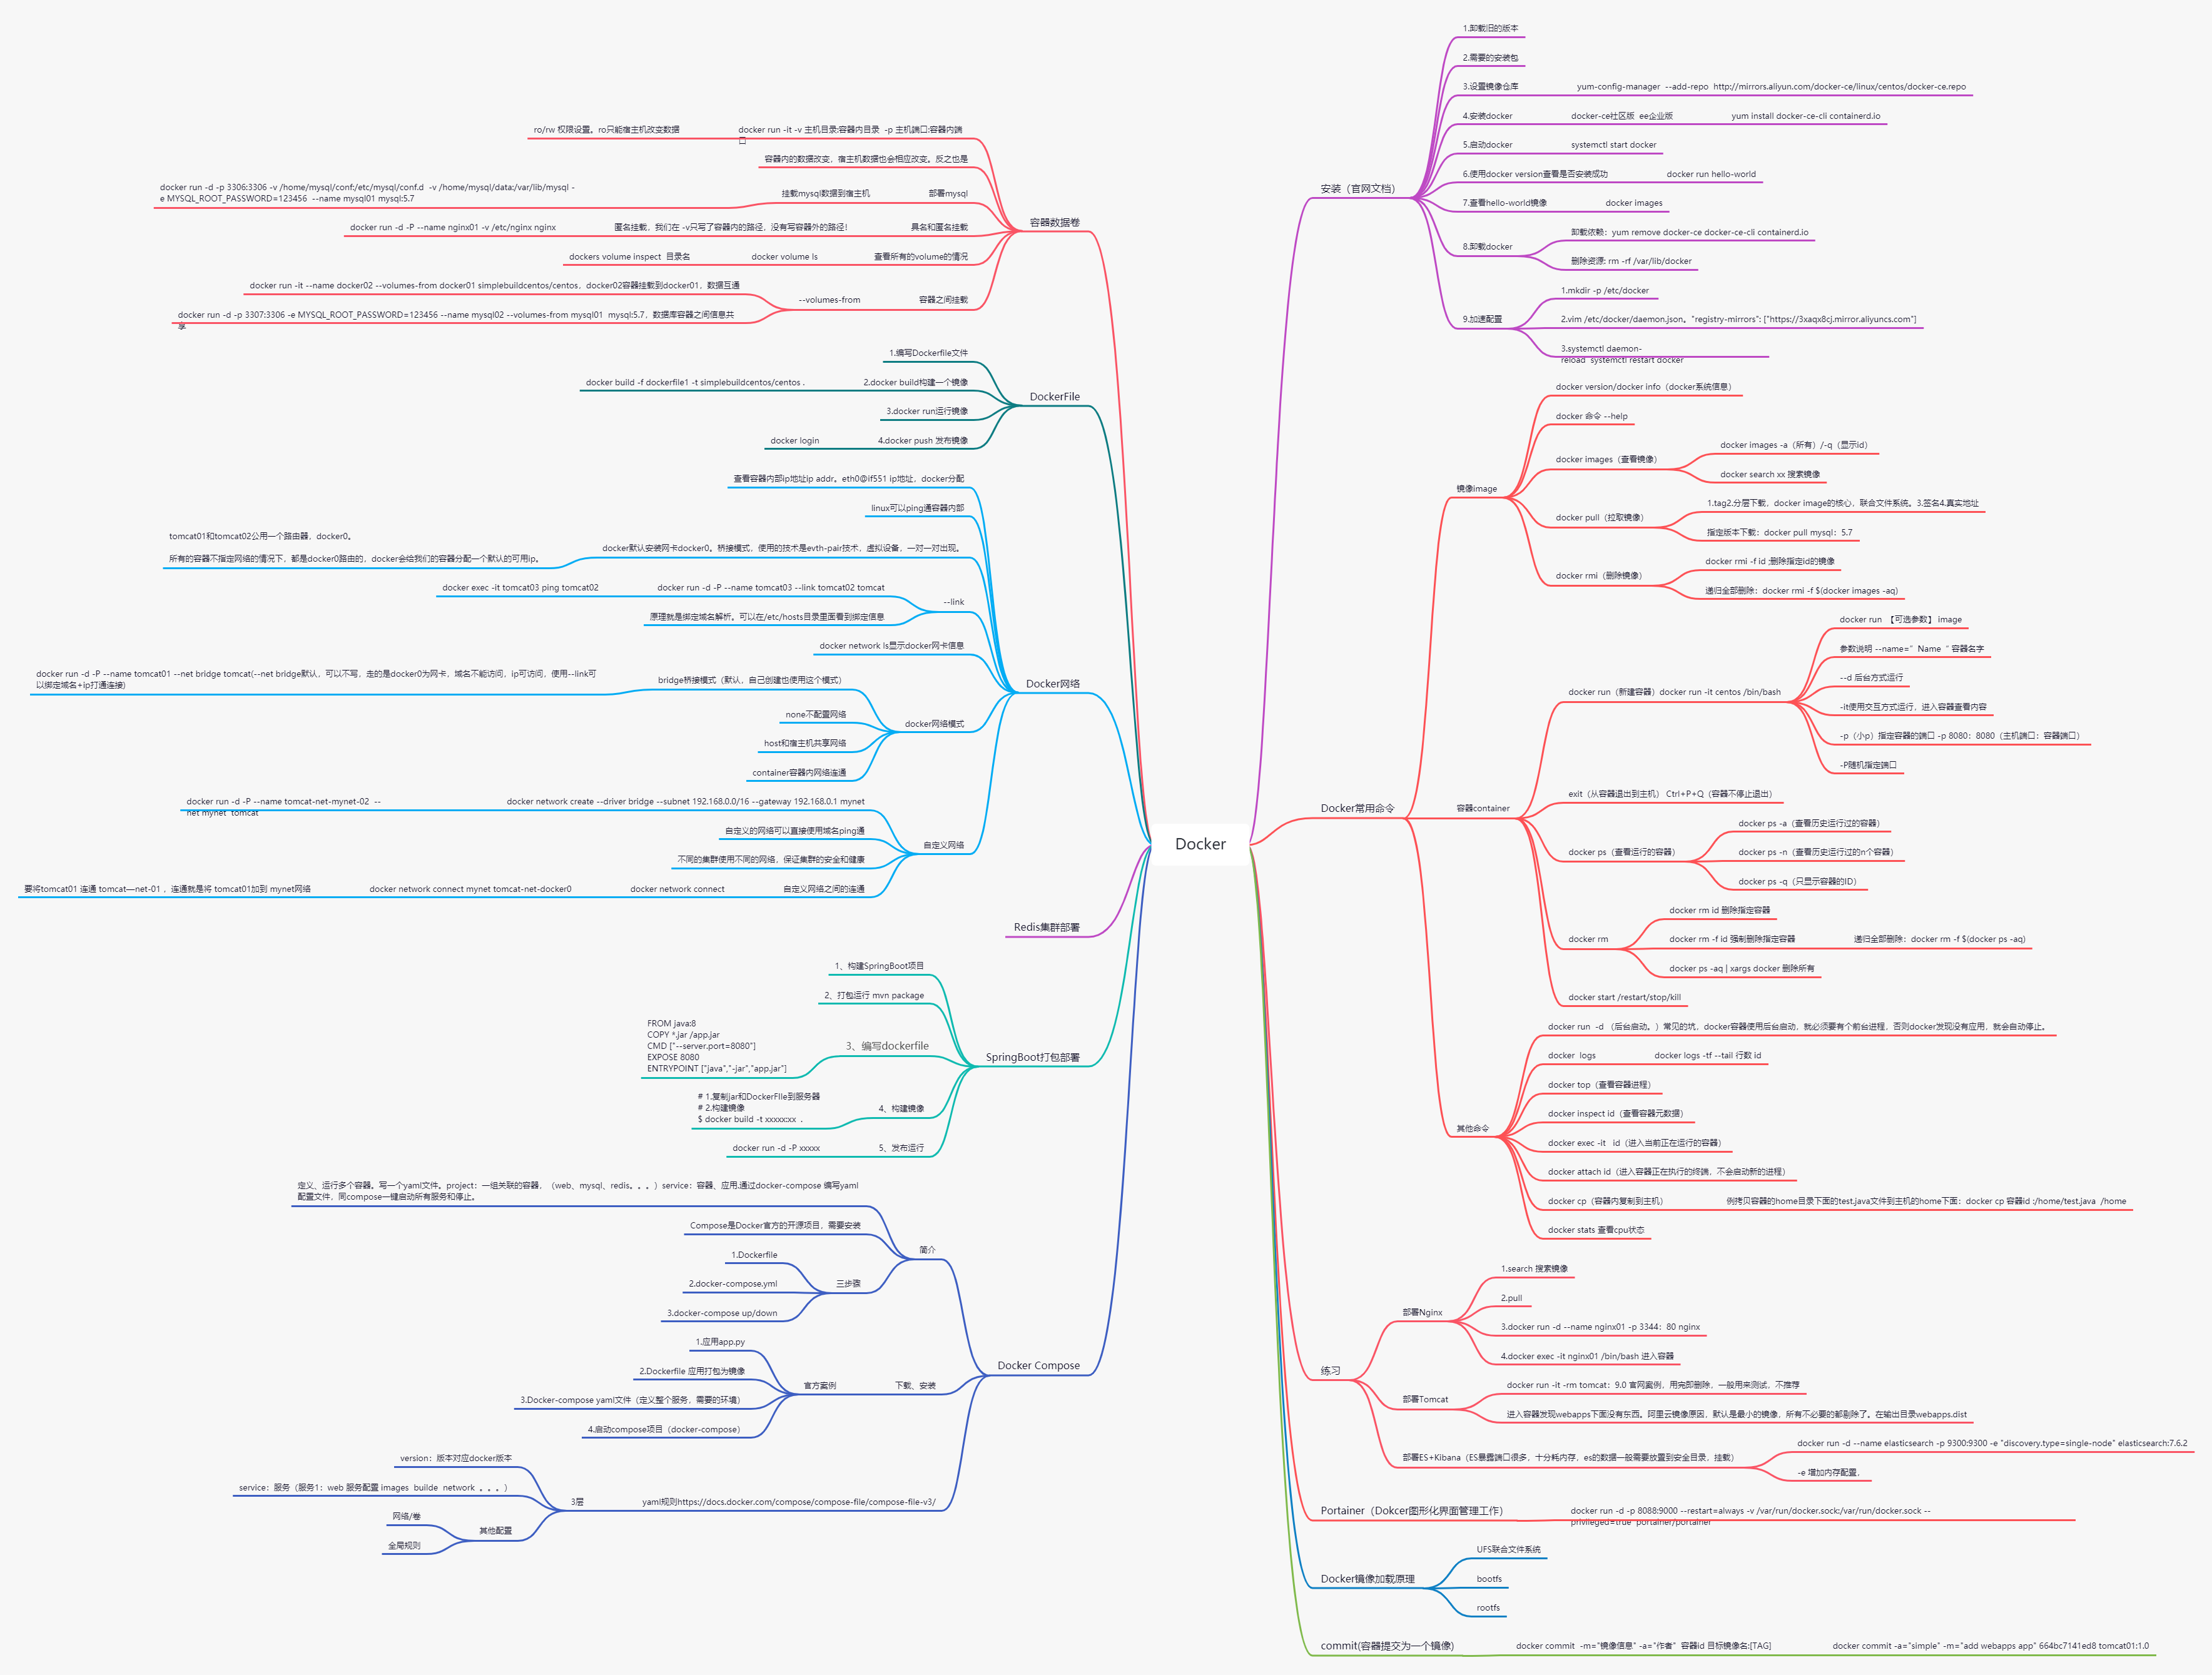 Docker
安装（官网文档）
1.卸载旧的版本
2.需要的安装包
3.设置镜像仓库
yum-config-manager --add-repo http://mirrors.aliyun.com/docker-ce/linux/centos/docker-ce.repo
4.安装docker
docker-ce社区版 ee企业版
yum install docker-ce-cli containerd.io
5.启动docker
systemctl start docker
6.使用docker version查看是否安装成功
docker run hello-world
7.查看hello-world镜像
docker images
8.卸载docker
卸载依赖：yum remove docker-ce docker-ce-cli containerd.io
删除资源: rm -rf /var/lib/docker
9.加速配置
1.mkdir -p /etc/docker
2.vim /etc/docker/daemon.json。"registry-mirrors": ["https://3xaqx8cj.mirror.aliyuncs.com"]
3.systemctl daemon-
reload systemctl restart docker
Docker常用命令
镜像image
docker version/docker info（docker系统信息）
docker 命令 --help
docker images（查看镜像）
docker images -a（所有）/-q（显示id）
docker search xx 搜索镜像
docker pull（拉取镜像）
1.tag2.分层下载，docker image的核心，联合文件系统。3.签名4.真实地址
指定版本下载：docker pull mysql：5.7
docker rmi（删除镜像）
docker rmi -f id ;删除指定id的镜像
递归全部删除：docker rmi -f $(docker images -aq)
容器container
docker run（新建容器）docker run -it centos /bin/bash
docker run 【可选参数】 image
参数说明 --name=”Name “ 容器名字
--d 后台方式运行
-it使用交互方式运行，进入容器查看内容
-p（小p）指定容器的端口 -p 8080：8080（主机端口：容器端口）
-P随机指定端口
exit（从容器退出到主机） Ctrl+P+Q（容器不停止退出）
docker ps（查看运行的容器）
docker ps -a（查看历史运行过的容器）
docker ps -n（查看历史运行过的n个容器）
docker ps -q（只显示容器的ID）
docker rm
docker rm id 删除指定容器
docker rm -f id 强制删除指定容器
递归全部删除：docker rm -f $(docker ps -aq)
docker ps -aq | xargs docker 删除所有
docker start /restart/stop/kill
其他命令
docker run -d （后台启动。）常见的坑，docker容器使用后台启动，就必须要有个前台进程，否则docker发现没有应用，就会自动停止。
docker logs
docker logs -tf --tail 行数 id
docker top（查看容器进程）
docker inspect id（查看容器元数据）
docker exec -it id（进入当前正在运行的容器）
docker attach id（进入容器正在执行的终端，不会启动新的进程）
docker cp（容器内复制到主机）
例拷贝容器的home目录下面的test.java文件到主机的home下面：docker cp 容器id :/home/test.java /home
docker stats 查看cpu状态
练习
部署Nginx
1.search 搜索镜像
2.pull
3.docker run -d --name nginx01 -p 3344：80 nginx
4.docker exec -it nginx01 /bin/bash 进入容器
部署Tomcat
docker run -it -rm tomcat：9.0 官网案例，用完即删除，一般用来测试，不推荐
进入容器发现webapps下面没有东西。阿里云镜像原因，默认是最小的镜像，所有不必要的都剔除了。在输出目录webapps.dist
部署ES+Kibana（ES暴露端口很多，十分耗内存，es的数据一般需要放置到安全目录，挂载）
docker run -d --name elasticsearch -p 9300:9300 -e "discovery.type=single-node" elasticsearch:7.6.2
-e 增加内存配置，
Portainer（Dokcer图形化界面管理工作）
docker run -d -p 8088:9000 --restart=always -v /var/run/docker.sock:/var/run/docker.sock --
privileged=true portainer/portainer
Docker镜像加载原理
UFS联合文件系统
bootfs
rootfs
commit(容器提交为一个镜像)
docker commit -m="镜像信息" -a="作者" 容器id 目标镜像名:[TAG]
docker commit -a="simple" -m="add webapps app" 664bc7141ed8 tomcat01:1.0
容器数据卷
docker run -it -v 主机目录:容器内目录 -p 主机端口:容器内端
口
ro/rw 权限设置。ro只能宿主机改变数据
容器内的数据改变，宿主机数据也会相应改变。反之也是
部署mysql
挂载mysql数据到宿主机
docker run -d -p 3306:3306 -v /home/mysql/conf:/etc/mysql/conf.d -v /home/mysql/data:/var/lib/mysql -
e MYSQL_ROOT_PASSWORD=123456 --name mysql01 mysql:5.7
具名和匿名挂载
匿名挂载，我们在 -v只写了容器内的路径，没有写容器外的路径！
docker run -d -P --name nginx01 -v /etc/nginx nginx
查看所有的volume的情况
docker volume ls
dockers volume inspect 目录名
容器之间挂载
--volumes-from
docker run -it --name docker02 --volumes-from docker01 simplebuildcentos/centos，docker02容器挂载到docker01，数据互通
docker run -d -p 3307:3306 -e MYSQL_ROOT_PASSWORD=123456 --name mysql02 --volumes-from mysql01 mysql:5.7，数据库容器之间信息共
享
DockerFile
1.编写Dockerfile文件
2.docker build构建一个镜像
docker build -f dockerfile1 -t simplebuildcentos/centos .
3.docker run运行镜像
4.docker push 发布镜像
docker login
Docker网络
查看容器内部ip地址ip addr。eth0@if551 ip地址，docker分配
linux可以ping通容器内部
docker默认安装网卡docker0。桥接模式，使用的技术是evth-pair技术，虚拟设备，一对一对出现。
tomcat01和tomcat02公用一个路由器，docker0。
所有的容器不指定网络的情况下，都是docker0路由的，docker会给我们的容器分配一个默认的可用ip。
--link
docker run -d -P --name tomcat03 --link tomcat02 tomcat
docker exec -it tomcat03 ping tomcat02
原理就是绑定域名解析。可以在/etc/hosts目录里面看到绑定信息
docker network ls显示docker网卡信息
docker网络模式
bridge桥接模式（默认，自己创建也使用这个模式）
docker run -d -P --name tomcat01 --net bridge tomcat(--net bridge默认，可以不写，走的是docker0为网卡，域名不能访问，ip可访问，使用--link可
以绑定域名+ip打通连接)
none不配置网络
host和宿主机共享网络
container容器内网络连通
自定义网络
docker network create --driver bridge --subnet 192.168.0.0/16 --gateway 192.168.0.1 mynet
docker run -d -P --name tomcat-net-mynet-02 --
net mynet tomcat
自定义的网络可以直接使用域名ping通
不同的集群使用不同的网络，保证集群的安全和健康
自定义网络之间的连通
docker network connect
docker network connect mynet tomcat-net-docker0
要将tomcat01 连通 tomcat—net-01 ，连通就是将 tomcat01加到 mynet网络
Redis集群部署
SpringBoot打包部署
1、构建SpringBoot项目
2、打包运行 mvn package
3、编写dockerfile
FROM java:8
COPY *.jar /app.jar
CMD ["--server.port=8080"]
EXPOSE 8080
ENTRYPOINT ["java","-jar","app.jar"]
4、构建镜像
# 1.复制jar和DockerFIle到服务器
# 2.构建镜像
$ docker build -t xxxxx:xx .
5、发布运行
docker run -d -P xxxxx
Docker Compose
简介
定义、运行多个容器。写一个yaml文件。project：一组关联的容器，（web、mysql、redis。。。）service：容器、应用.通过docker-compose 编写yaml
配置文件，同compose一键启动所有服务和停止。
Compose是Docker官方的开源项目，需要安装
三步骤
1.Dockerfile
2.docker-compose.yml
3.docker-compose up/down
下载、安装
官方案例
1.应用app.py
2.Dockerfile 应用打包为镜像
3.Docker-compose yaml文件（定义整个服务，需要的环境）
4.启动compose项目（docker-compose）
yaml规则https://docs.docker.com/compose/compose-file/compose-file-v3/
3层
version：版本对应docker版本
service：服务（服务1：web 服务配置 images builde network 。。。）
其他配置
网络/卷
全局规则